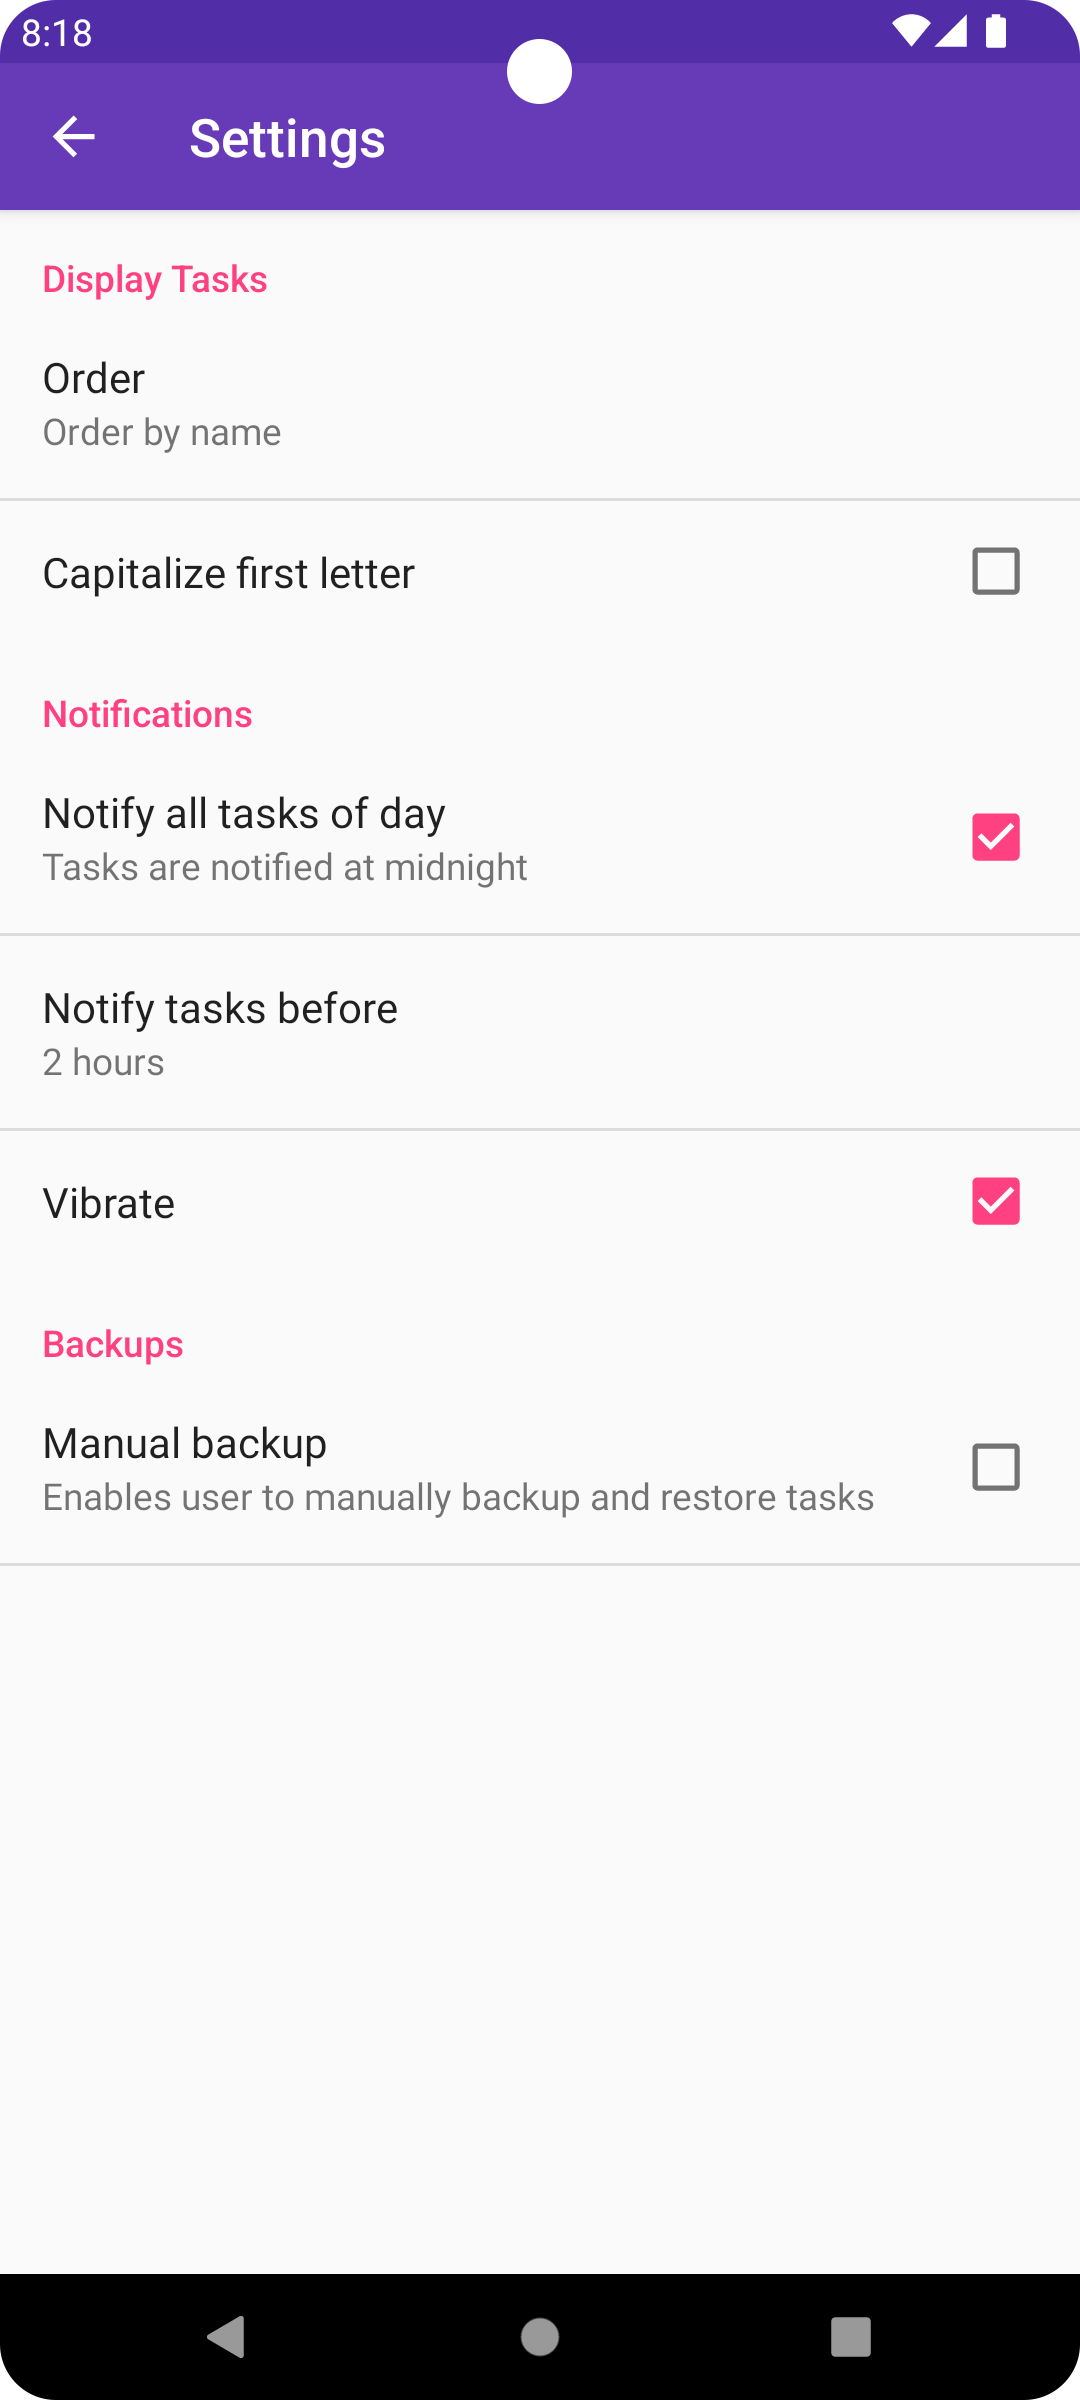 8:18
Settings
Display Tasks
Order
Order by name
Capitalize first letter
Notifications
Notify all tasks of day
Tasks are notified at midnight
Notify tasks before
2 hours
Vibrate
Backups
Manual backup
Enables user to manually backup and restore tasks